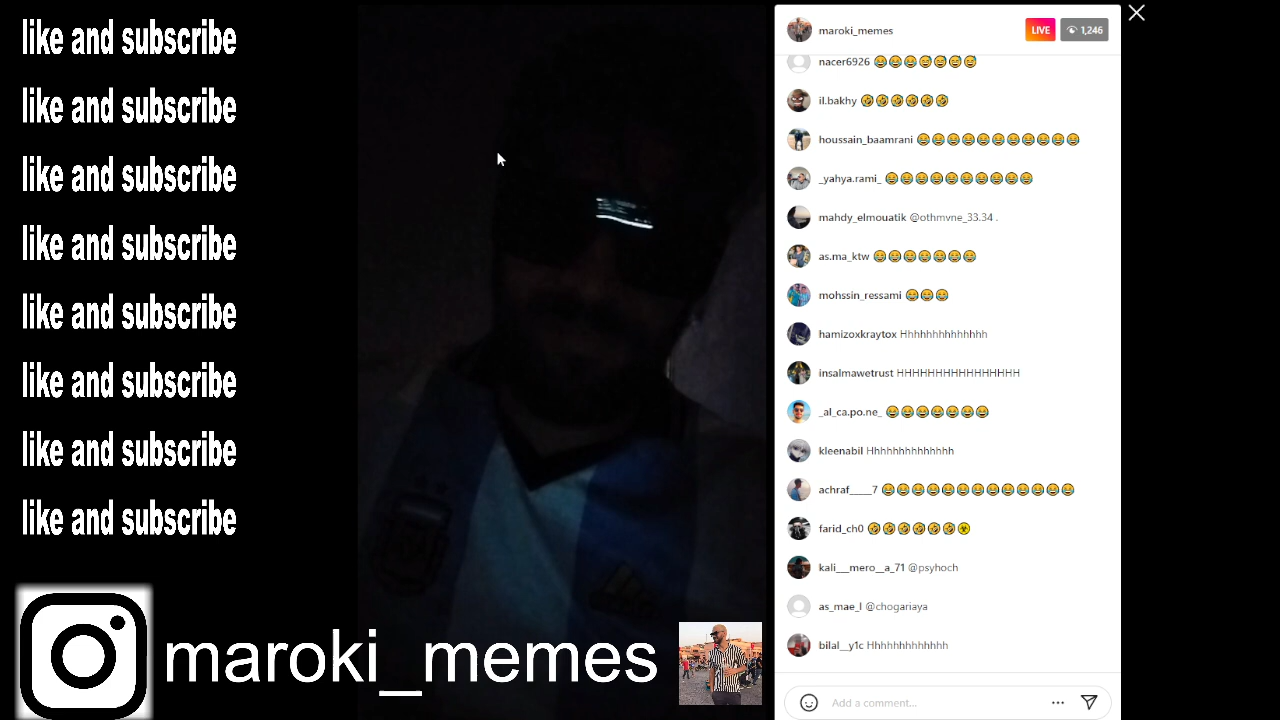 like and subscribe
like and subscribe
like and subscribe
like and subscribe
like and subscribe
like and subscribe
like and subscribe
like and subscribe
maroki_memes
maroki_memes LIVE 1,246
nacer6926 😂😂😂😅😅😅😅
il.bakhy 🤣🤣🤣🤣🤣🤣
houssain_baamrani 😂😂😂😂😂😂😂😂😂😂😂
_yahya.rami_ 😂😂😂😂😂😂😂😂😂😂
mahdy_elmouatik @othmvne_33.34 .
as.ma_ktw 😂😂😂😂😂😂😂
mohssin_ressami 😂😂😂
hamizoxkraytox Hhhhhhhhhhhhhh
insalmawetrust HHHHHHHHHHHHHHHH
_al_ca.po.ne_ 😂😂😂😂😂😂😂
kleenabil Hhhhhhhhhhhhhh
achraf____7 😂😂😂😂😂😂😂😂😂😂😂😂😂
farid_ch0 🤣🤣🤣🤣🤣🤣☣
kali___mero__a_71 @psyhoch
as_mae_l @chogariaya
bilal__y1c Hhhhhhhhhhhhh
Add a comment...